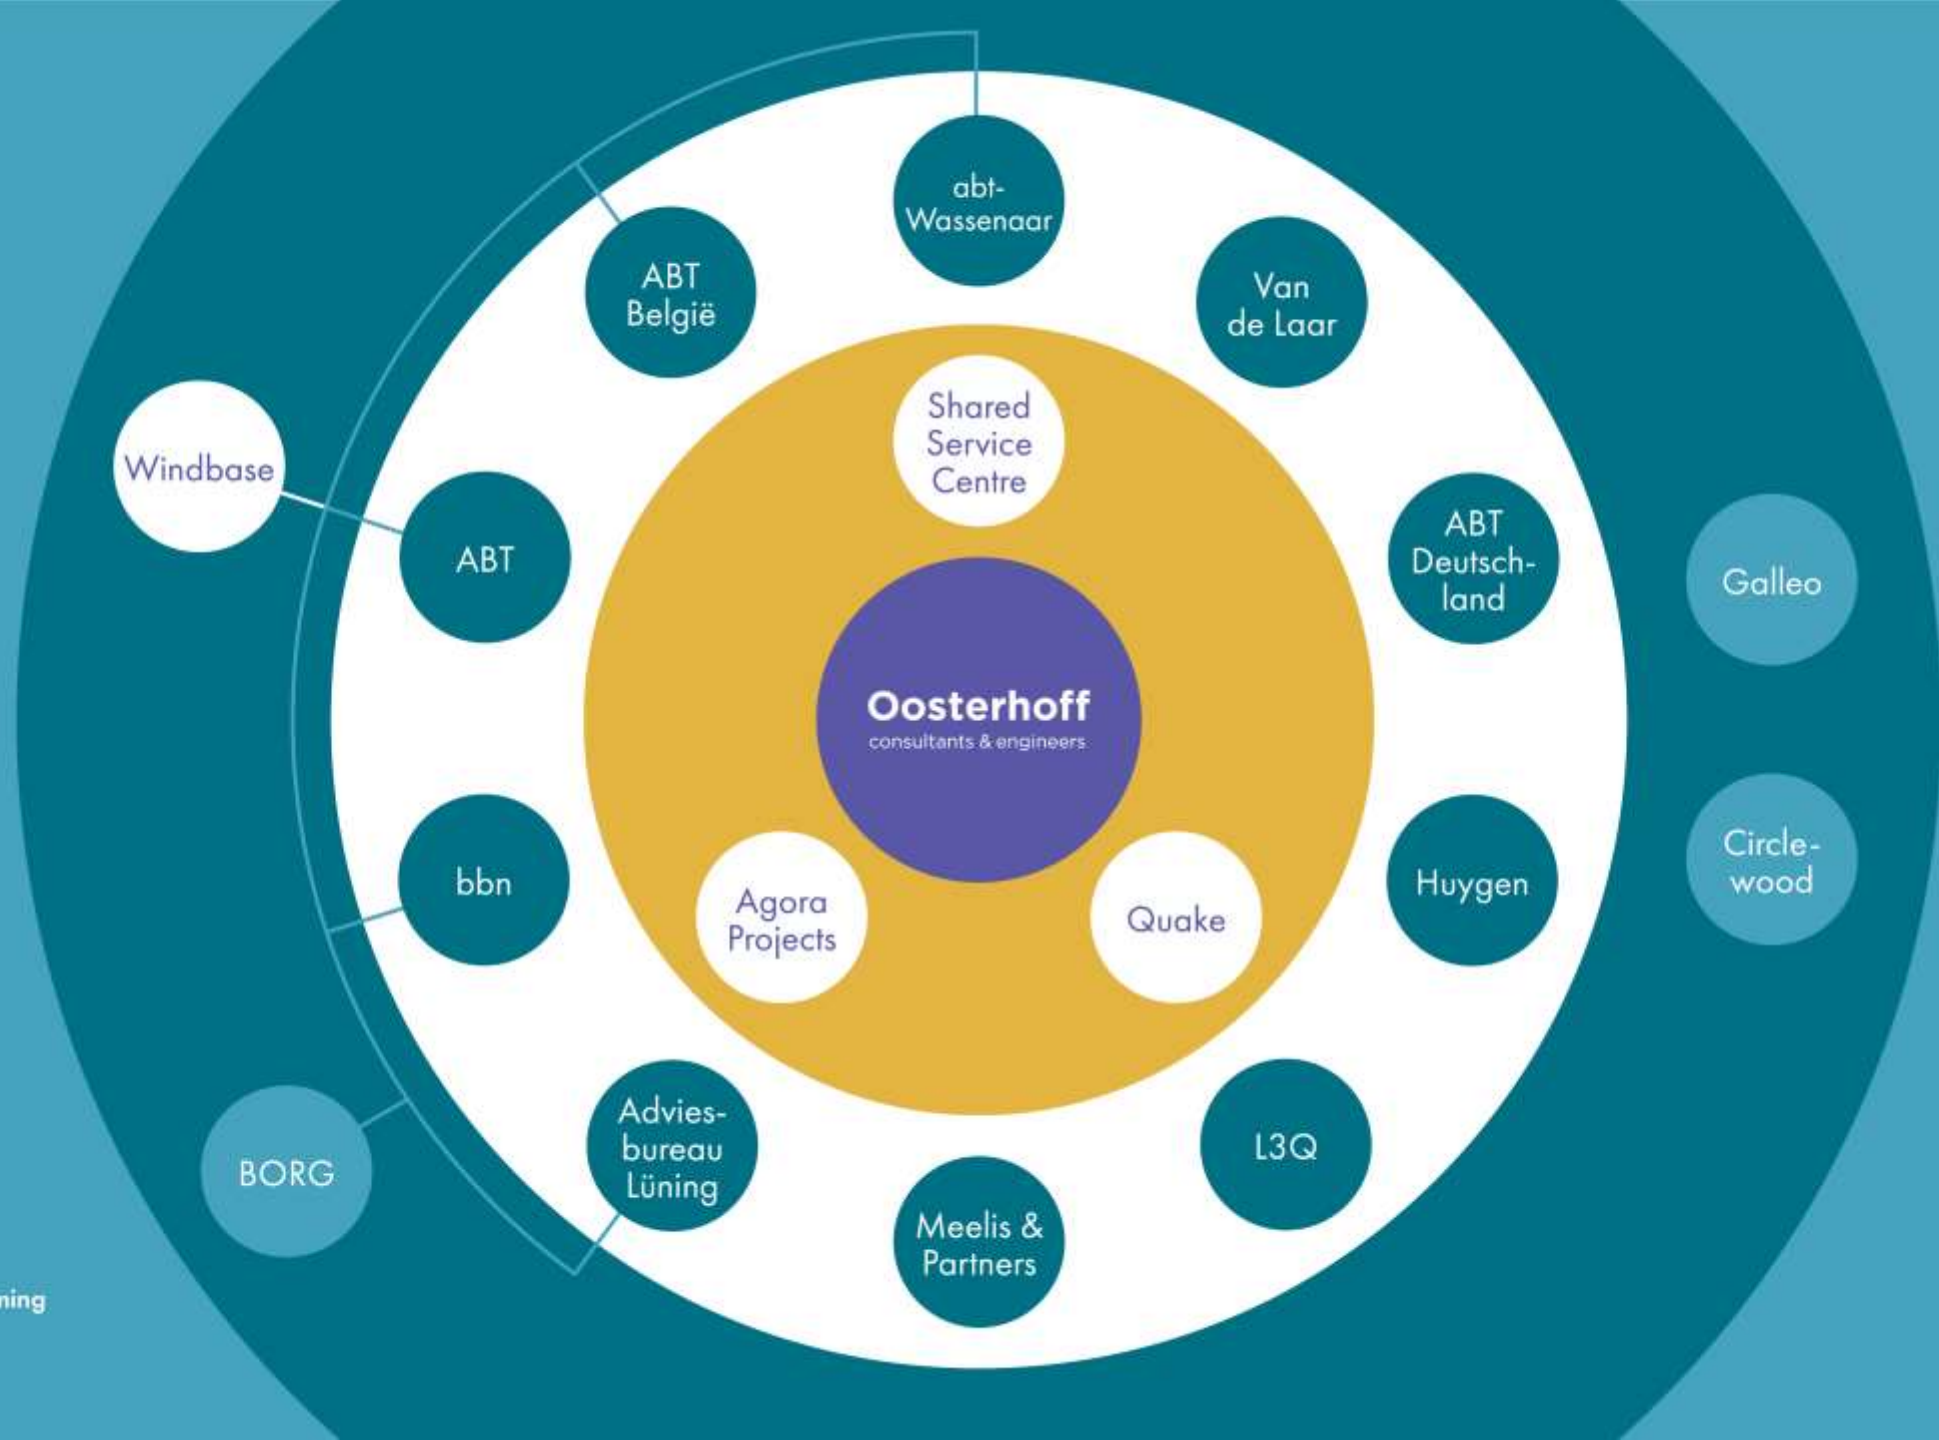 abt-
Wassenaar
ABT
België
Van
de Laar
Shared
Service
Centre
Windbase
ABT
ABT
Deutsch-
land
Galleo
Oosterhoff
consultants & engineers
bbn
Agora
Projects
Quake
Huygen
Circle-
wood
Advies-
bureau
Lüning
BORG
L3Q
Meelis &
Partners
ning